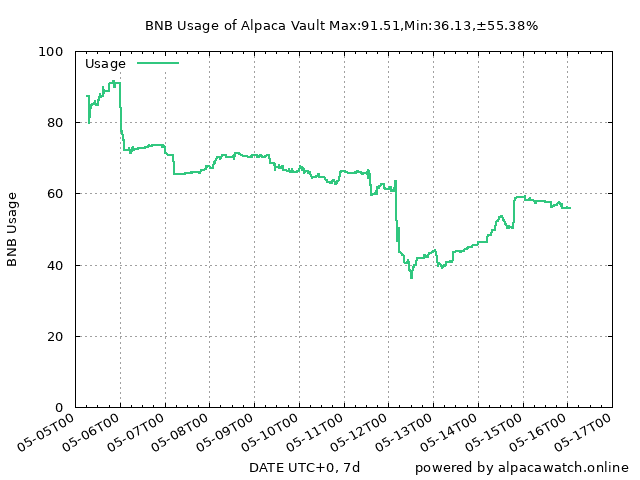 BNB Usage of Alpaca Vault Max:91.51,Min:36.13,±55.38%
Usage
BNB Usage
100
80
60
40
20
0
05-05T00
05-06T00
05-07T00
05-08T00
05-09T00
05-10T00
05-11T00
05-12T00
05-13T00
05-14T00
05-15T00
05-16T00
05-17T00
DATE UTC+0, 7d
powered by alpacawatch.online